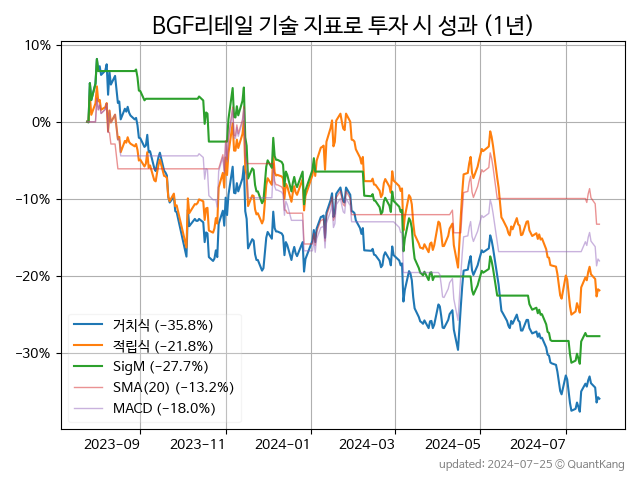 BGF리테일 기술 지표로 투자 시 성과 (1년)
10%
0%
−10%
−20%
−30%
거치식 (−35.8%)
적립식 (−21.8%)
SigM (−27.7%)
SMA(20) (−13.2%)
MACD (−18.0%)
2023-09 2023-11 2024-01 2024-03 2024-05 2024-07
updated: 2024-07-25 © QuantKang